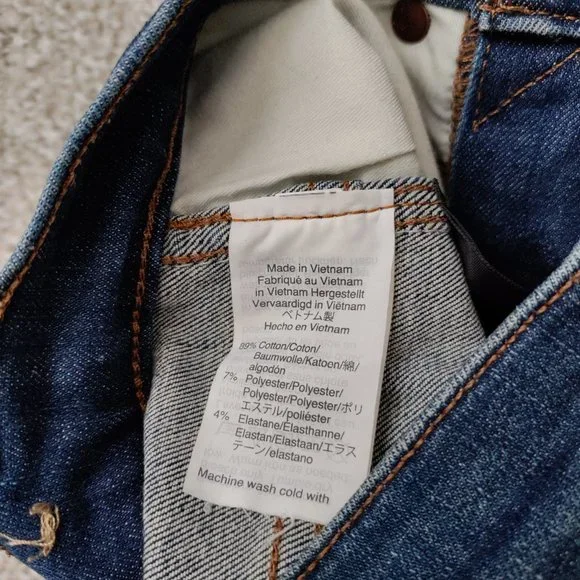 Made in Vietnam
Fabriqué au Vietnam
in Vietnam Hergestellt
Vervaardigd in Viëtnam
ベトナム製
Hecho en Vietnam
89% Cotton/Coton/
Baumwolle/Katoen/綿/
algodón
7% Polyester/Polyester/
Polyester/Polyester/ポリ
エステル/poliéster
4% Elastane/Élasthanne/
Elastan/Elastaan/エラス
テーン/elastano
Machine wash cold with